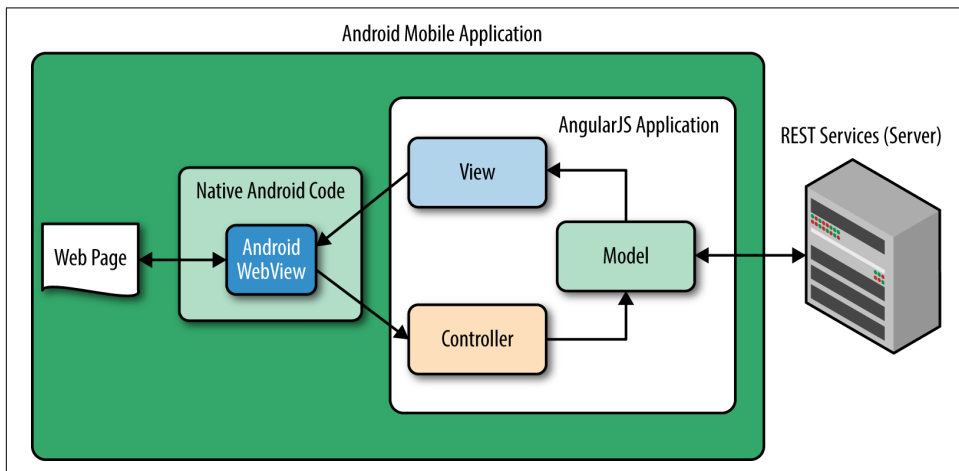 Android Mobile Application
AngularJS Application
REST Services (Server)
View
Native Android Code
Web Page
Android
WebView
Model
Controller